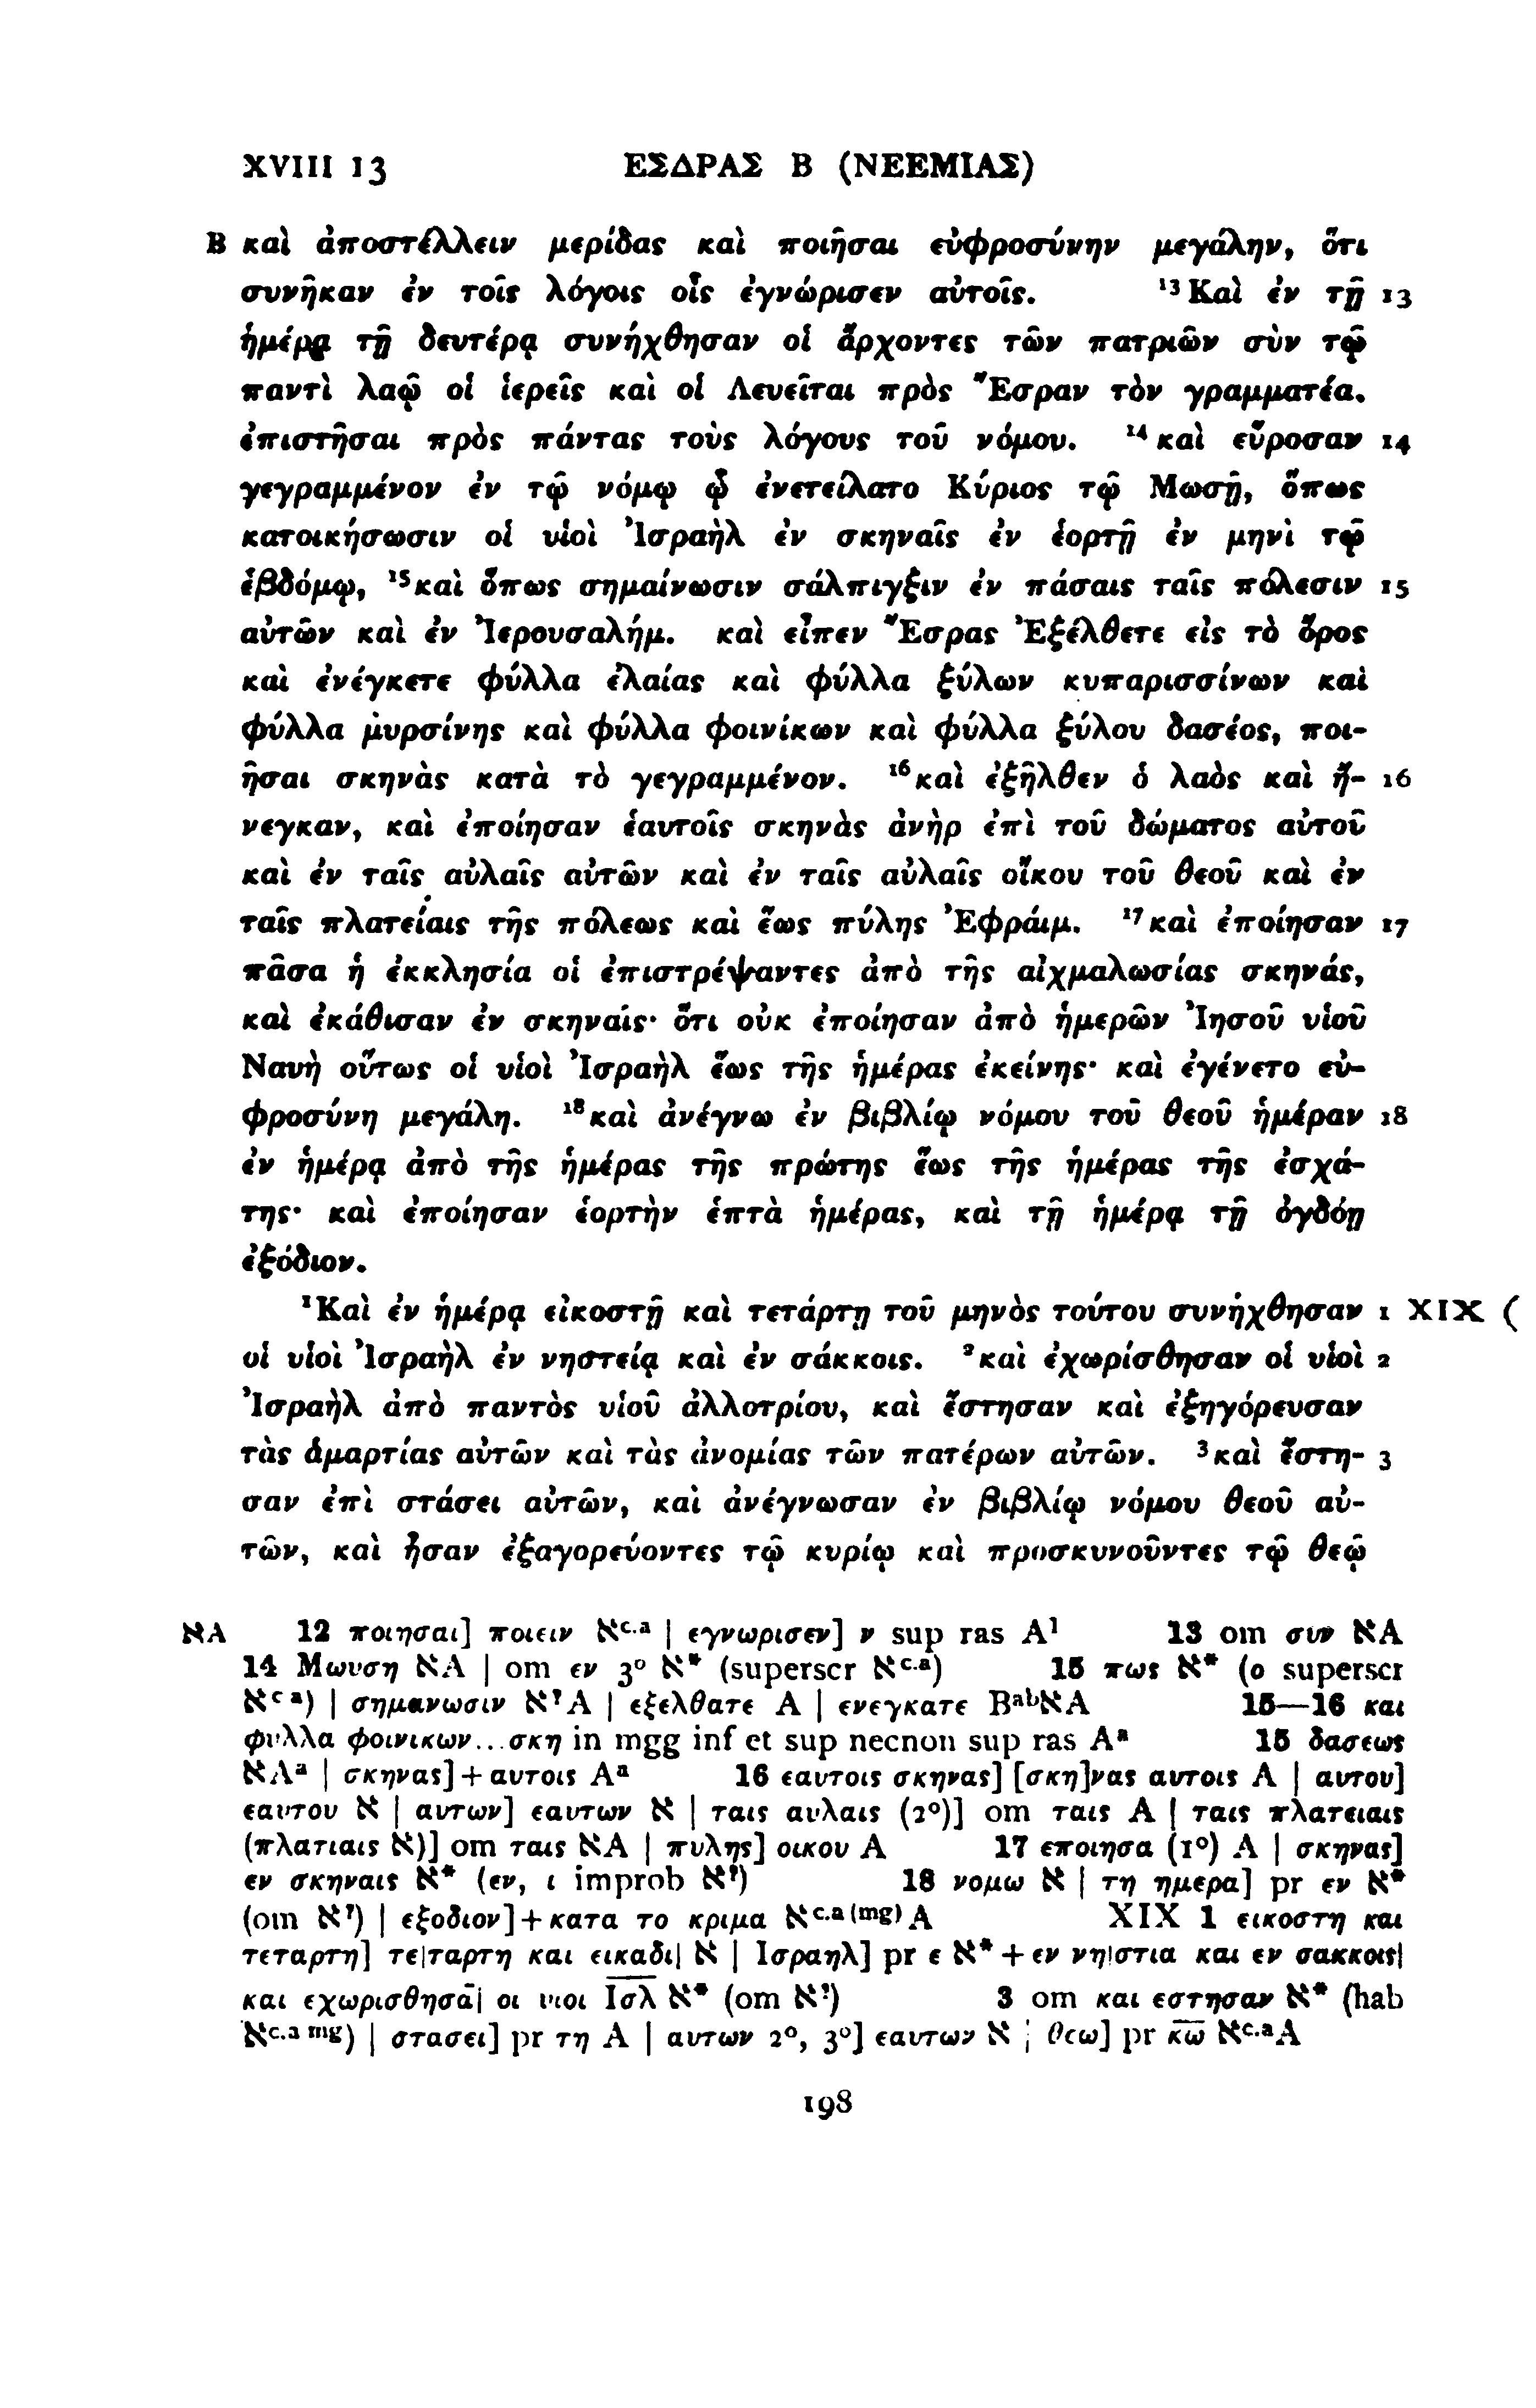 XVIII 13 ΕΣΔΡΑΣ Β (ΝΕΕΜΙΑΣ)
B καὶ ἀποστέλλειν μερίδας καὶ ποιῆσαι εὐφροσύνην μεγάλην, ὅτι
συνῆκαν ἐν τοῖς λόγοις οἷς ἐγνώρισεν αὐτοῖς. ¹³Καὶ ἐν τῇ 13
ἡμέρᾳ τῇ δευτέρᾳ συνήχθησαν οἱ ἄρχοντες τῶν πατριῶν σὺν τῷ
παντὶ λαῷ οἱ ἱερεῖς καὶ οἱ Λευεῖται πρὸς Ἔσραν τὸν γραμματέα,
ἐπιστῆσαι πρὸς πάντας τοὺς λόγους τοῦ νόμου. ¹⁴καὶ εὕροσαν 14
γεγραμμένον ἐν τῷ νόμῳ ᾧ ἐνετείλατο Κύριος τῷ Μωσῇ, ὅπως
κατοικήσωσιν οἱ υἱοὶ Ἰσραὴλ ἐν σκηναῖς ἐν ἑορτῇ ἐν μηνὶ τῷ
ἑβδόμῳ, ¹⁵καὶ ὅπως σημαίνωσιν σάλπιγξιν ἐν πάσαις ταῖς πόλεσιν 15
αὐτῶν καὶ ἐν Ἰερουσαλήμ. καὶ εἶπεν Ἔσρας Ἐξέλθετε εἰς τὸ ὄρος
καὶ ἐνέγκετε φύλλα ἐλαίας καὶ φύλλα ξύλων κυπαρισσίνων καὶ
φύλλα μυρσίνης καὶ φύλλα φοινίκων καὶ φύλλα ξύλου δασέος, ποι-
ῆσαι σκηνὰς κατὰ τὸ γεγραμμένον. ¹⁶καὶ ἐξῆλθεν ὁ λαὸς καὶ ἤ- 16
νεγκαν, καὶ ἐποίησαν ἑαυτοῖς σκηνὰς ἀνὴρ ἐπὶ τοῦ δώματος αὐτοῦ
καὶ ἐν ταῖς αὐλαῖς αὐτῶν καὶ ἐν ταῖς αὐλαῖς οἴκου τοῦ θεοῦ καὶ ἐν
ταῖς πλατείαις τῆς πόλεως καὶ ἕως πύλης Ἐφράιμ. ¹⁷καὶ ἐποίησαν 17
πᾶσα ἡ ἐκκλησία οἱ ἐπιστρέψαντες ἀπὸ τῆς αἰχμαλωσίας σκηνάς,
καὶ ἐκάθισαν ἐν σκηναῖς· ὅτι οὐκ ἐποίησαν ἀπὸ ἡμερῶν Ἰησοῦ υἱοῦ
Ναυὴ οὕτως οἱ υἱοὶ Ἰσραὴλ ἕως τῆς ἡμέρας ἐκείνης· καὶ ἐγένετο εὐ-
φροσύνη μεγάλη. ¹⁸καὶ ἀνέγνω ἐν βιβλίῳ νόμου τοῦ θεοῦ ἡμέραν 18
ἐν ἡμέρᾳ ἀπὸ τῆς ἡμέρας τῆς πρώτης ἕως τῆς ἡμέρας τῆς ἐσχά-
της· καὶ ἐποίησαν ἑορτὴν ἑπτὰ ἡμέρας, καὶ τῇ ἡμέρᾳ τῇ ὀγδόῃ
ἐξόδιον.
¹Καὶ ἐν ἡμέρᾳ εἰκοστῇ καὶ τετάρτῃ τοῦ μηνὸς τούτου συνήχθησαν 1 XIX (
οἱ υἱοὶ Ἰσραὴλ ἐν νηστείᾳ καὶ ἐν σάκκοις. ²καὶ ἐχωρίσθησαν οἱ υἱοὶ 2
Ἰσραὴλ ἀπὸ παντὸς υἱοῦ ἀλλοτρίου, καὶ ἔστησαν καὶ ἐξηγόρευσαν
τὰς ἁμαρτίας αὐτῶν καὶ τὰς ἀνομίας τῶν πατέρων αὐτῶν. ³καὶ ἔστη- 3
σαν ἐπὶ στάσει αὐτῶν, καὶ ἀνέγνωσαν ἐν βιβλίῳ νόμου θεοῦ αὐ-
τῶν, καὶ ἦσαν ἐξαγορεύοντες τῷ κυρίῳ καὶ προσκυνοῦντες τῷ θεῷ
אA 12 ποιησαι] ποιειν א^c.a | εγνωρισεν] ν sup ras A¹ 13 om συν אA
14 Μωυση אA | om εν 3° א* (superscr א^c.a) 15 πως א* (ο superscr
א^c a) | σημανωσιν א^?A | εξελθατε A | ενεγκατε B^abאA 15—16 και
φυλλα φοινικων...σκη in mgg inf et sup necnon sup ras A^a 15 δασεως
אA^a | σκηνας]+αυτοις A^a 16 εαυτοις σκηνας] [σκη]νας αυτοις A | αυτου]
εαυτου א | αυτων] εαυτων א | ταις αυλαις (2°)] om ταις A | ταις πλατειαις
(πλατιαις א)] om ταις אA | πυλης] οικου A 17 εποιησα (1°) A | σκηνας]
εν σκηναις א* (εν, ι improb א^?) 18 νομω א | τη ημερα] pr εν א*
(om א^?) | εξοδιον]+κατα το κριμα א^c.a (mg) A XIX 1 εικοστη και
τεταρτη] τε|ταρτη και εικαδι| א | Ισραηλ] pr ε א* +εν νη|στια και εν σακκοις|
και εχωρισθησᾱ| οι υιοι Ισ̅λ̅ א* (om א^?) 3 om και εστησαν א* (hab
א^c.a mg) | στασει] pr τη A | αυτων 2°, 3°] εαυτων א | θεω] pr κ̅ω̅ א^c.aA
198